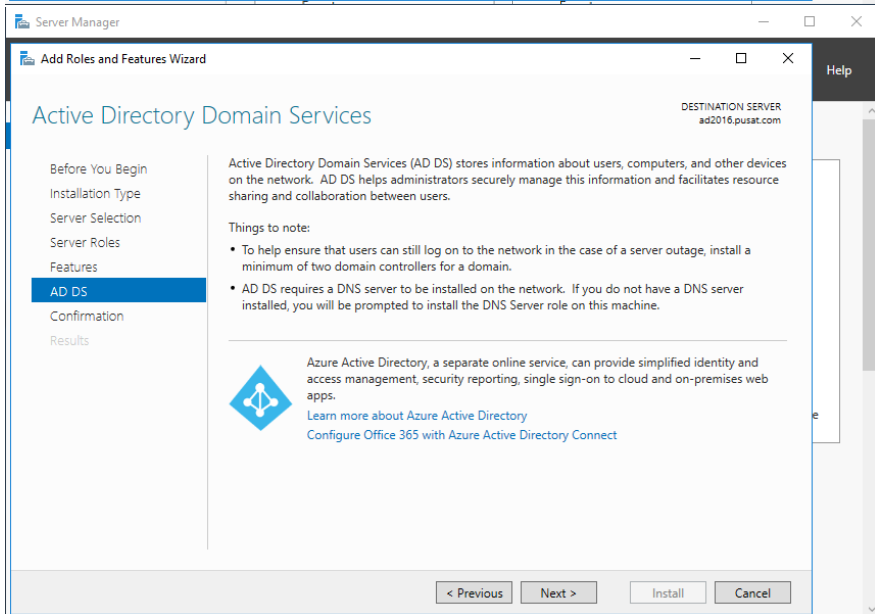 Server Manager
Add Roles and Features Wizard
Help
Active Directory Domain Services
DESTINATION SERVER
ad2016.pusat.com
Before You Begin
Installation Type
Server Selection
Server Roles
Features
AD DS
Confirmation
Results
Active Directory Domain Services (AD DS) stores information about users, computers, and other devices
on the network.  AD DS helps administrators securely manage this information and facilitates resource
sharing and collaboration between users.
Things to note:
• To help ensure that users can still log on to the network in the case of a server outage, install a
minimum of two domain controllers for a domain.
• AD DS requires a DNS server to be installed on the network.  If you do not have a DNS server
installed, you will be prompted to install the DNS Server role on this machine.
Azure Active Directory, a separate online service, can provide simplified identity and
access management, security reporting, single sign-on to cloud and on-premises web
apps.
Learn more about Azure Active Directory
Configure Office 365 with Azure Active Directory Connect
e
< Previous
Next >
Install
Cancel